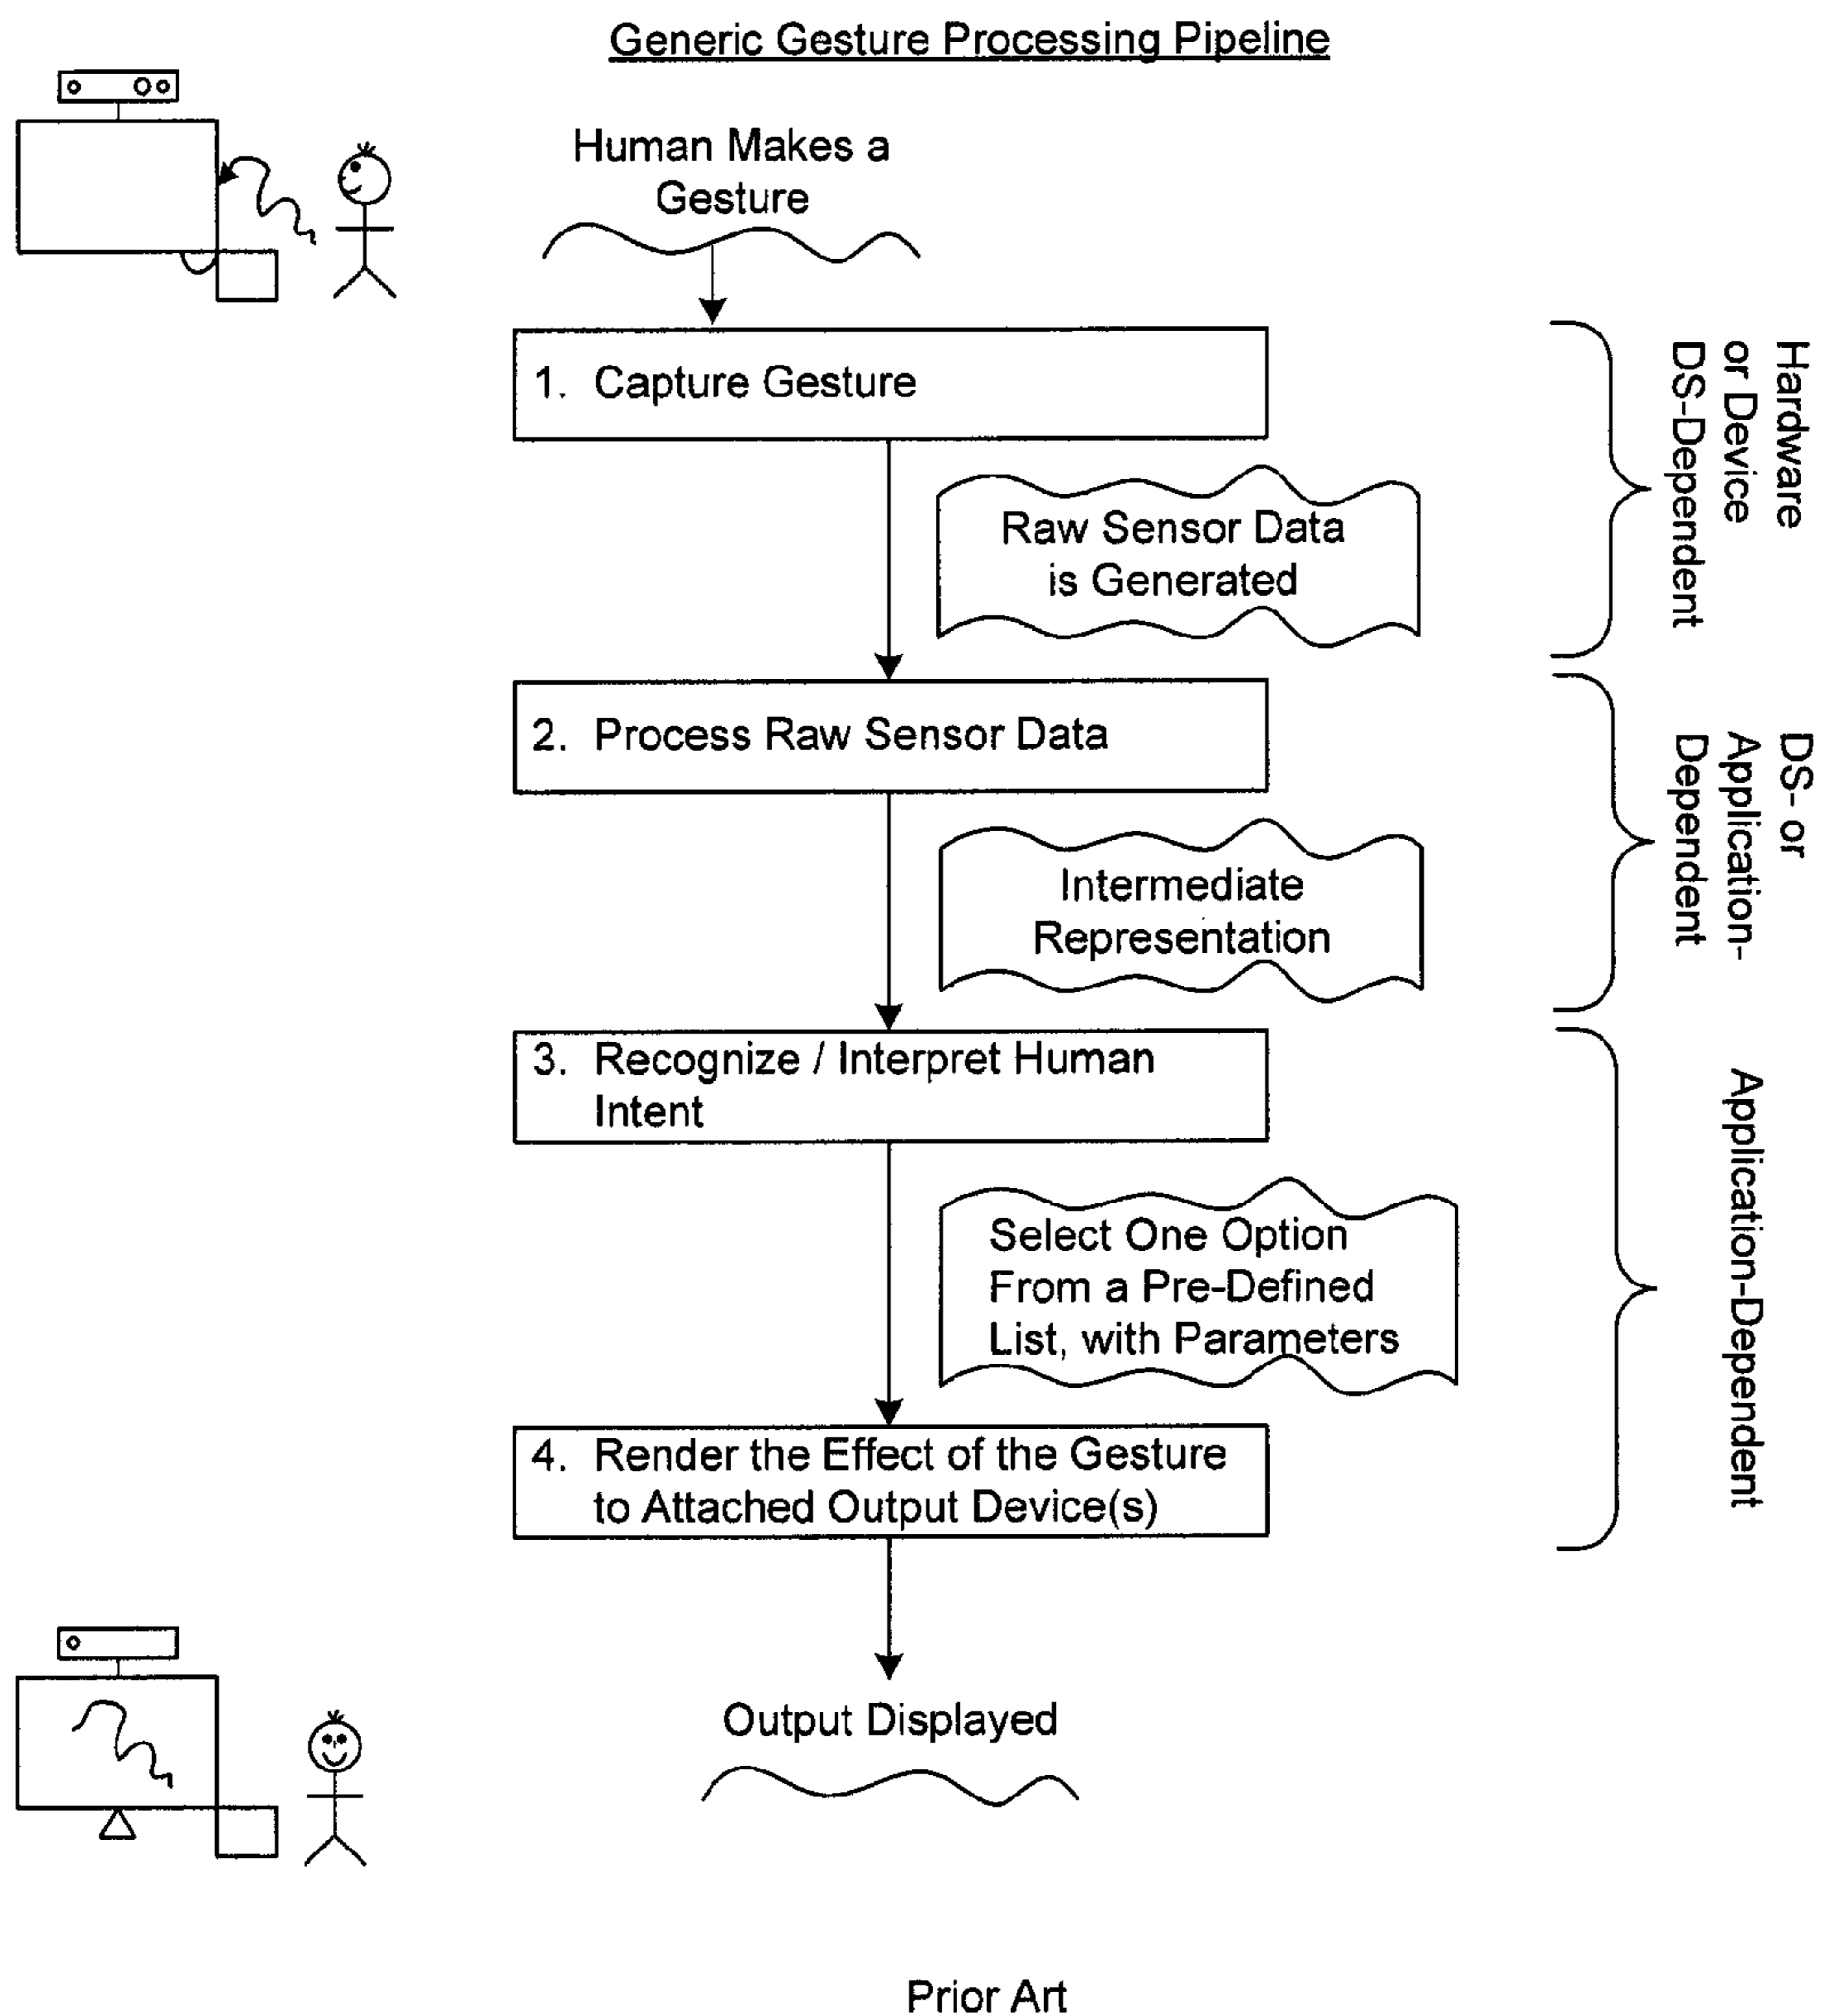 Generic Gesture Processing Pipeline
Human Makes a
Gesture
1. Capture Gesture
Hardware
or Device
DS-Dependent
Raw Sensor Data
is Generated
2. Process Raw Sensor Data
DS- or
Application-
Dependent
Intermediate
Representation
3. Recognize / Interpret Human
Intent
Application-Dependent
Select One Option
From a Pre-Defined
List, with Parameters
4. Render the Effect of the Gesture
to Attached Output Device(s)
Output Displayed
Prior Art